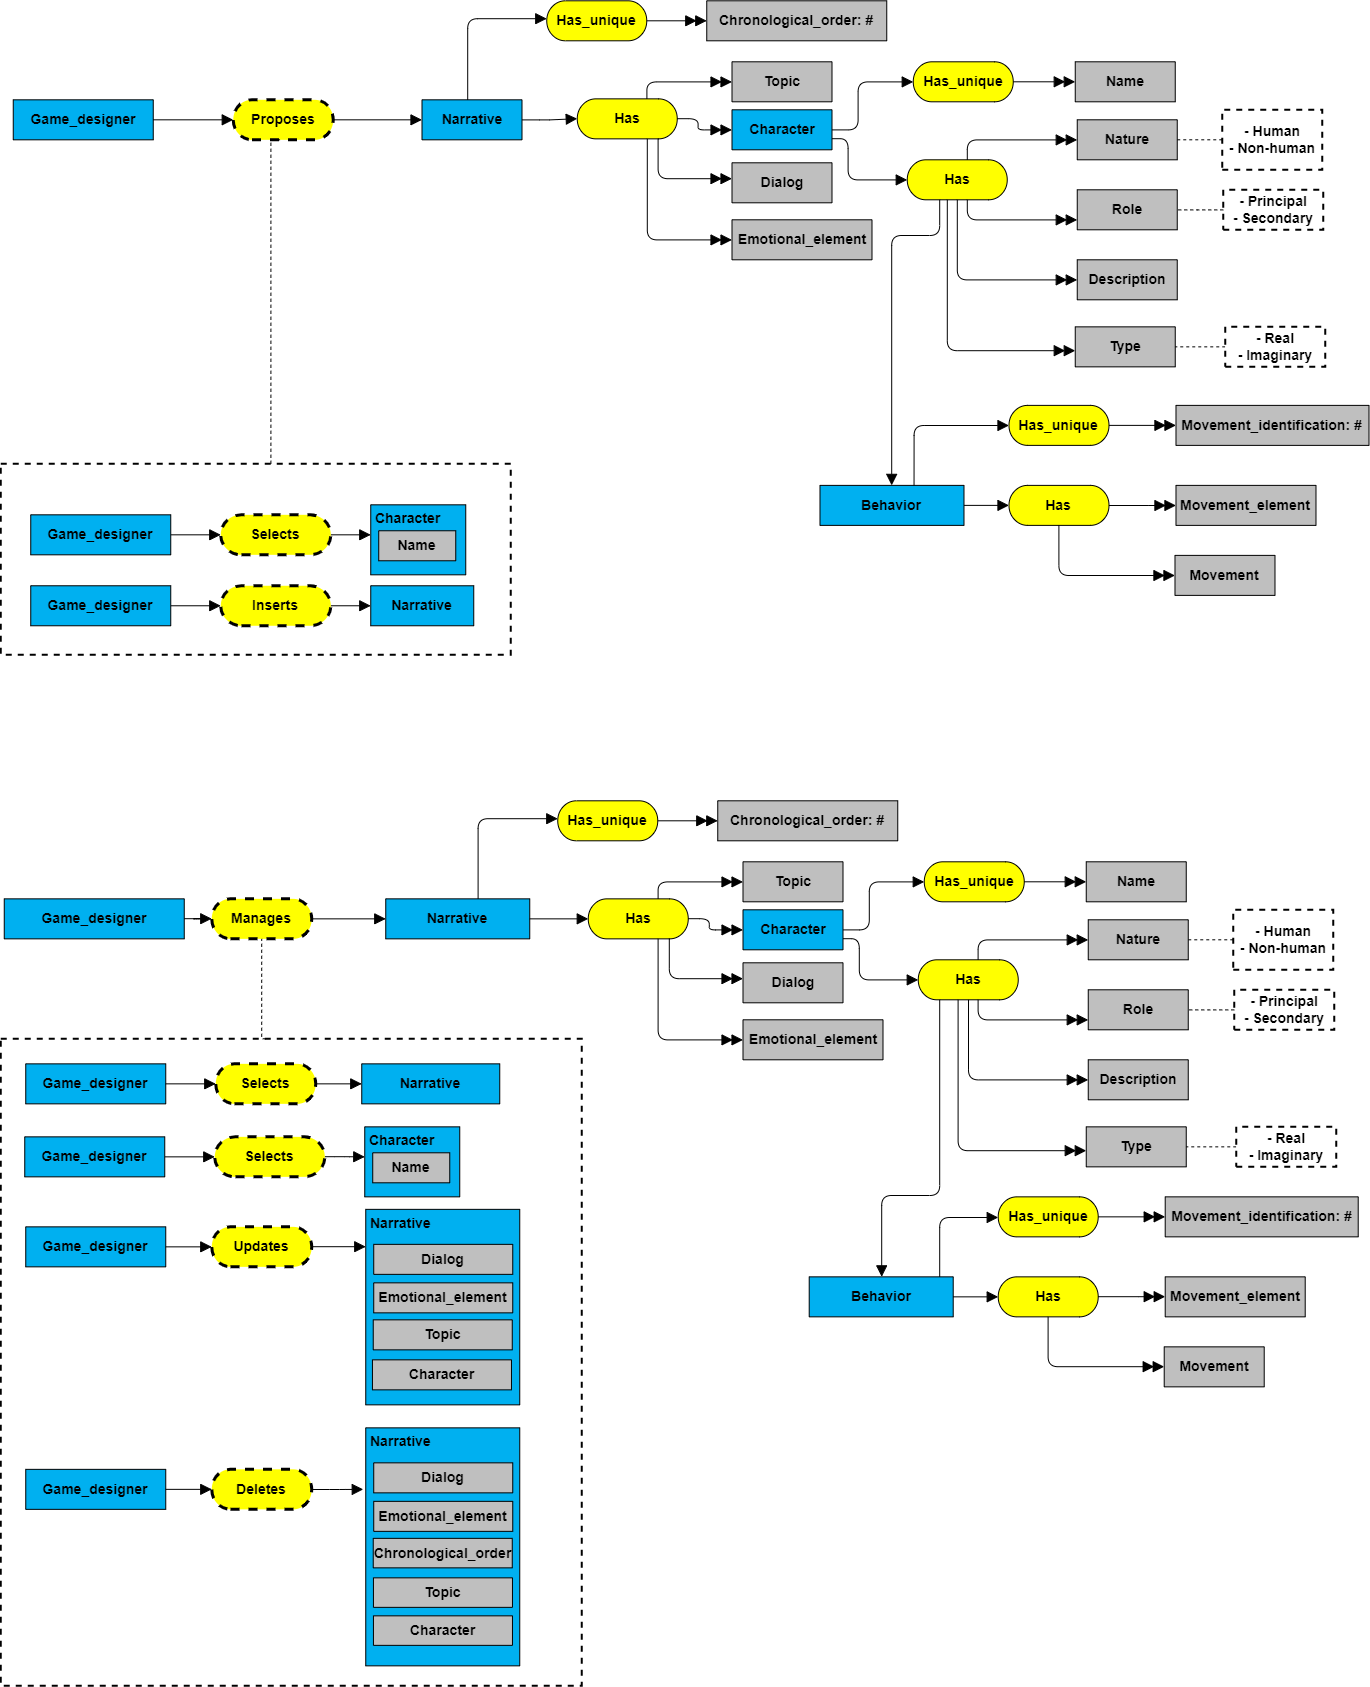 Has_unique
Chronological_order: #
Game_designer
Proposes
Narrative
Has
Topic
Character
Dialog
Emotional_element
Has_unique
Name
Has
Nature
- Human
- Non-human
Role
- Principal
- Secondary
Description
Type
- Real
- Imaginary
Has_unique
Movement_identification: #
Behavior
Has
Movement_element
Movement
Game_designer
Selects
Character
Name
Game_designer
Inserts
Narrative
Has_unique
Chronological_order: #
Game_designer
Manages
Narrative
Has
Topic
Character
Dialog
Emotional_element
Has_unique
Name
Has
Nature
- Human
- Non-human
Role
- Principal
- Secondary
Description
Type
- Real
- Imaginary
Has_unique
Movement_identification: #
Behavior
Has
Movement_element
Movement
Game_designer
Selects
Narrative
Game_designer
Selects
Character
Name
Game_designer
Updates
Narrative
Dialog
Emotional_element
Topic
Character
Game_designer
Deletes
Narrative
Dialog
Emotional_element
Chronological_order
Topic
Character